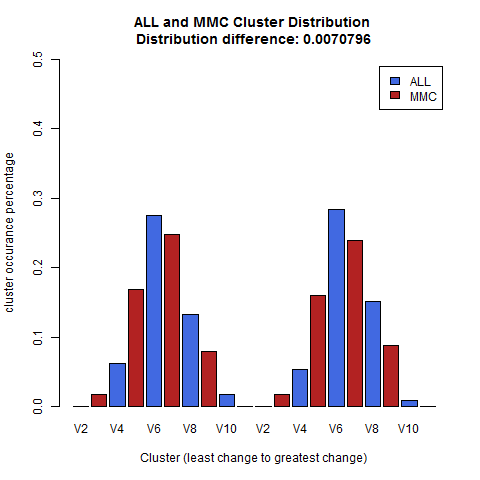 ALL and MMC Cluster Distribution
Distribution difference: 0.0070796
ALL
MMC
cluster occurance percentage
0.5
0.4
0.3
0.2
0.1
0.0
V2 V4 V6 V8 V10 V2 V4 V6 V8 V10
Cluster (least change to greatest change)